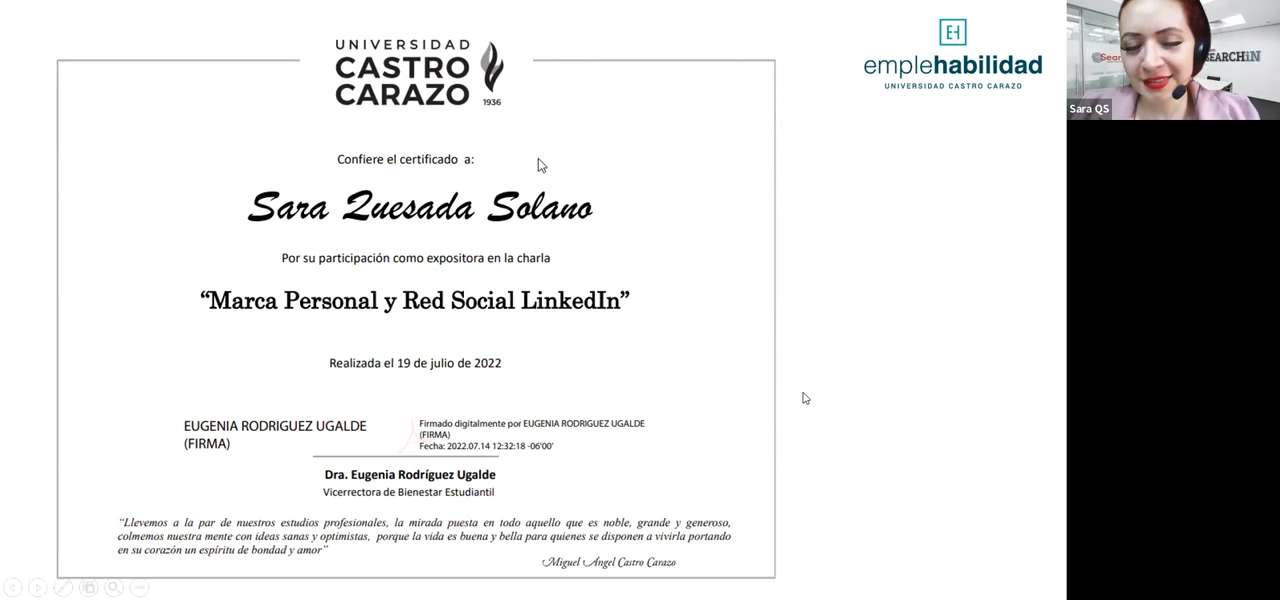 UNIVERSIDAD
CASTRO
CARAZO
1936
EH
emplehabilidad
UNIVERSIDAD CASTRO CARAZO
SEARCHiN
Sara QS
Confiere el certificado a:
Sara Quesada Solano
Por su participación como expositora en la charla
“Marca Personal y Red Social LinkedIn”
Realizada el 19 de julio de 2022
EUGENIA RODRIGUEZ UGALDE
(FIRMA)
Firmado digitalmente por EUGENIA RODRIGUEZ UGALDE
(FIRMA)
Fecha: 2022.07.14 12:32:18 -06'00'
Dra. Eugenia Rodríguez Ugalde
Vicerrectora de Bienestar Estudiantil
“Llevemos a la par de nuestros estudios profesionales, la mirada puesta en todo aquello que es noble, grande y generoso,
colmemos nuestra mente con ideas sanas y optimistas, porque la vida es buena y bella para quienes se disponen a vivirla portando
en su corazón un espíritu de bondad y amor”
Miguel Ángel Castro Carazo